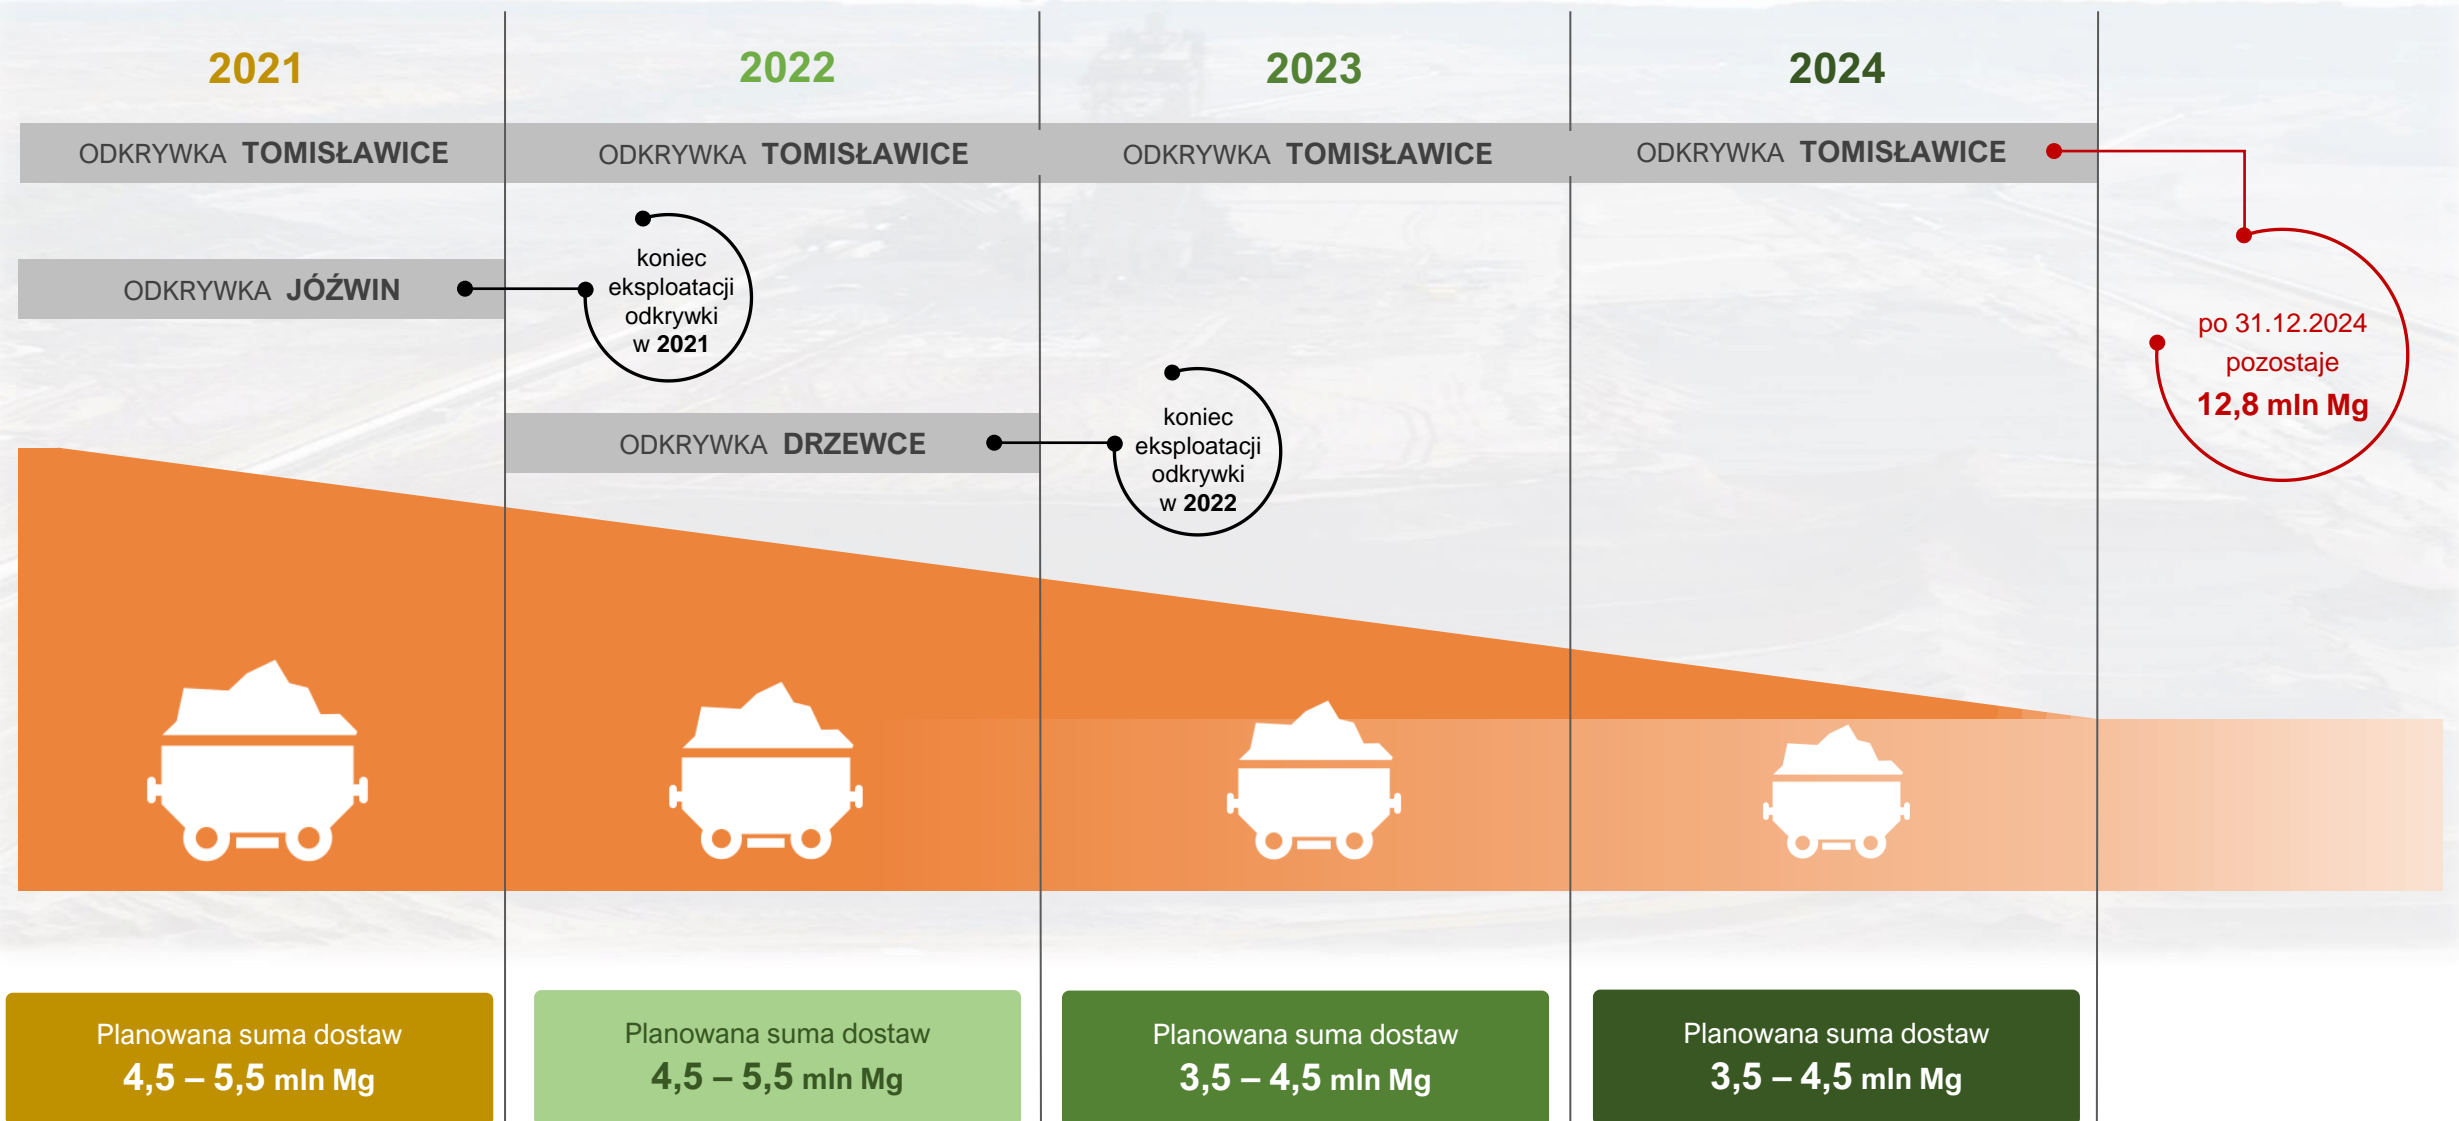 2021
2022
2023
2024
ODKRYWKA TOMISŁAWICE
ODKRYWKA TOMISŁAWICE
ODKRYWKA TOMISŁAWICE
ODKRYWKA TOMISŁAWICE
ODKRYWKA JÓŹWIN
koniec
eksploatacji
odkrywki
w 2021
ODKRYWKA DRZEWCE
koniec
eksploatacji
odkrywki
w 2022
po 31.12.2024
pozostaje
12,8 mln Mg
Planowana suma dostaw
4,5 – 5,5 mln Mg
Planowana suma dostaw
4,5 – 5,5 mln Mg
Planowana suma dostaw
3,5 – 4,5 mln Mg
Planowana suma dostaw
3,5 – 4,5 mln Mg